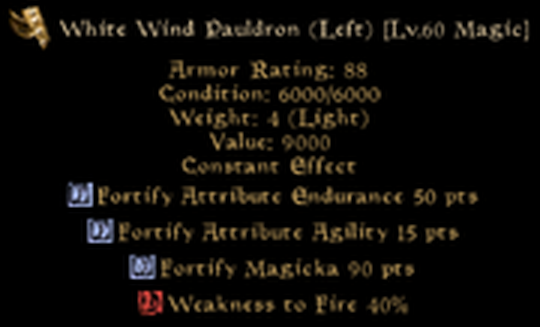 White Wind Pauldron (Left) [Lv.60 Magic]
Armor Rating: 88
Condition: 6000/6000
Weight: 4 (Light)
Value: 9000
Constant Effect
Fortify Attribute Endurance 50 pts
Fortify Attribute Agility 15 pts
Fortify Magicka 90 pts
Weakness to Fire 40%